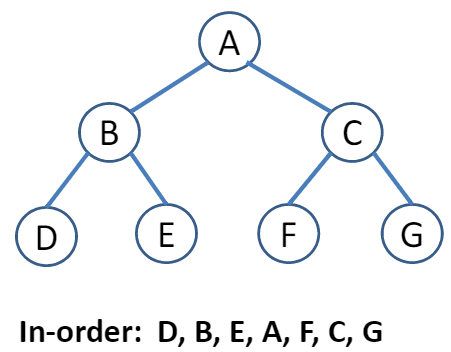 A
B C
D E F G
In-order: D, B, E, A, F, C, G